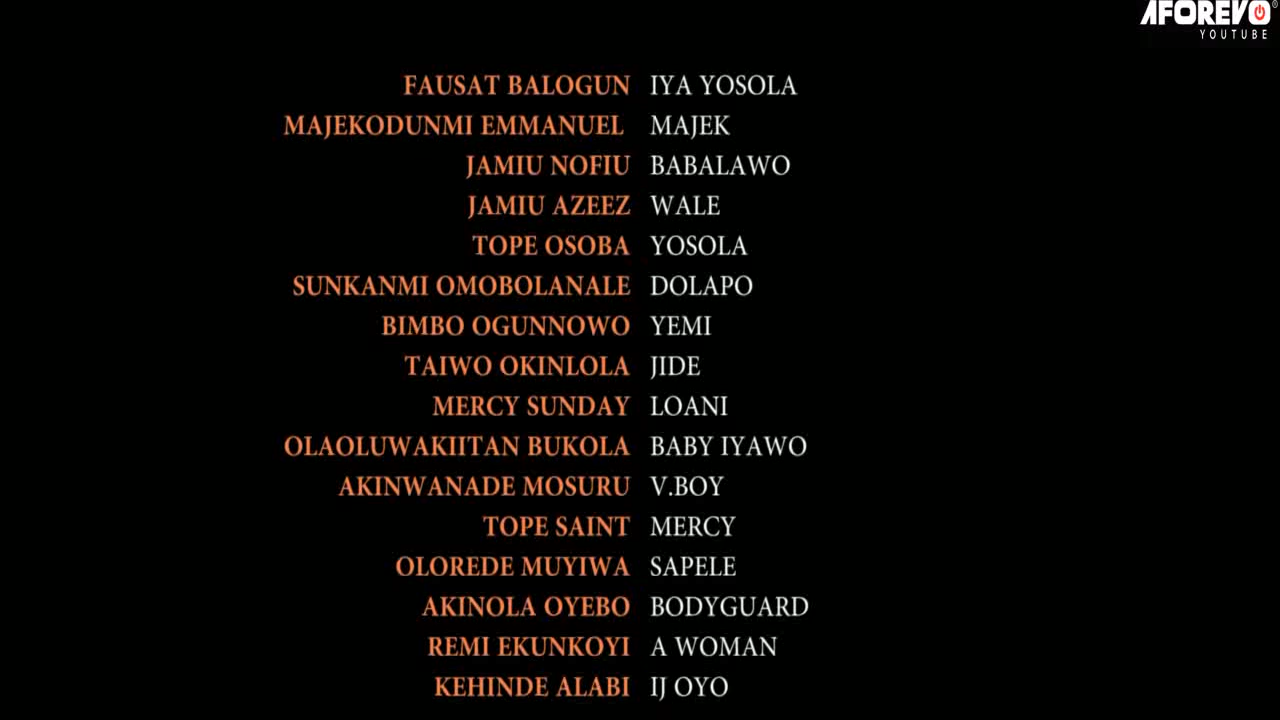 AFOREVO®
YOUTUBE
FAUSAT BALOGUN IYA YOSOLA
MAJEKODUNMI EMMANUEL MAJEK
JAMIU NOFIU BABALAWO
JAMIU AZEEZ WALE
TOPE OSOBA YOSOLA
SUNKANMI OMOBOLANALE DOLAPO
BIMBO OGUNNOWO YEMI
TAIWO OKINLOLA JIDE
MERCY SUNDAY LOANI
OLAOLUWAKIITAN BUKOLA BABY IYAWO
AKINWANADE MOSURU V.BOY
TOPE SAINT MERCY
OLOREDE MUYIWA SAPELE
AKINOLA OYEBO BODYGUARD
REMI EKUNKOYI A WOMAN
KEHINDE ALABI IJ OYO